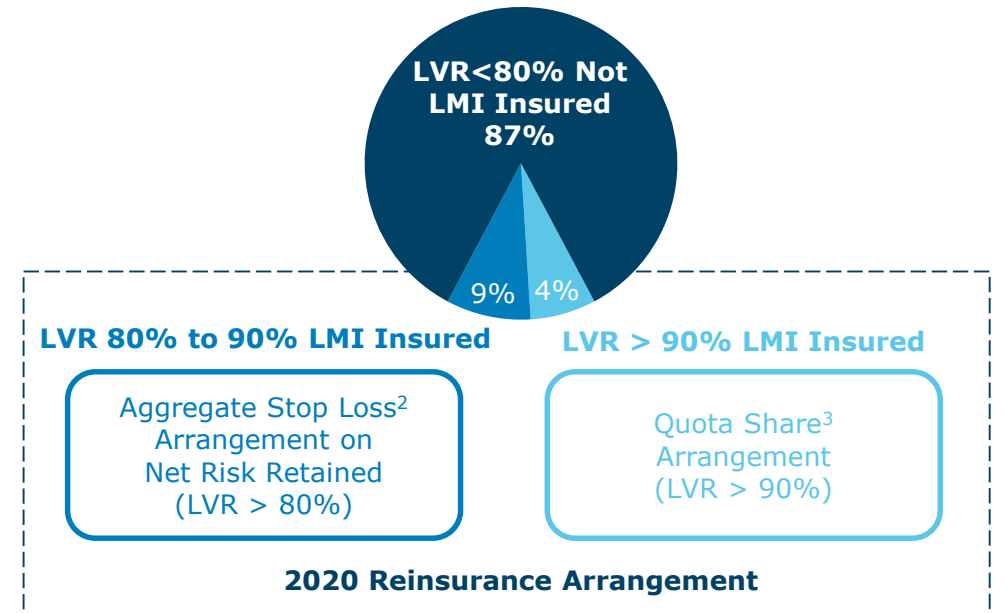 LVR<80% Not
LMI Insured
87%
9%
4%
LVR 80% to 90% LMI Insured
LVR > 90% LMI Insured
Aggregate Stop Loss²
Arrangement on
Net Risk Retained
(LVR > 80%)
Quota Share³
Arrangement
(LVR > 90%)
2020 Reinsurance Arrangement